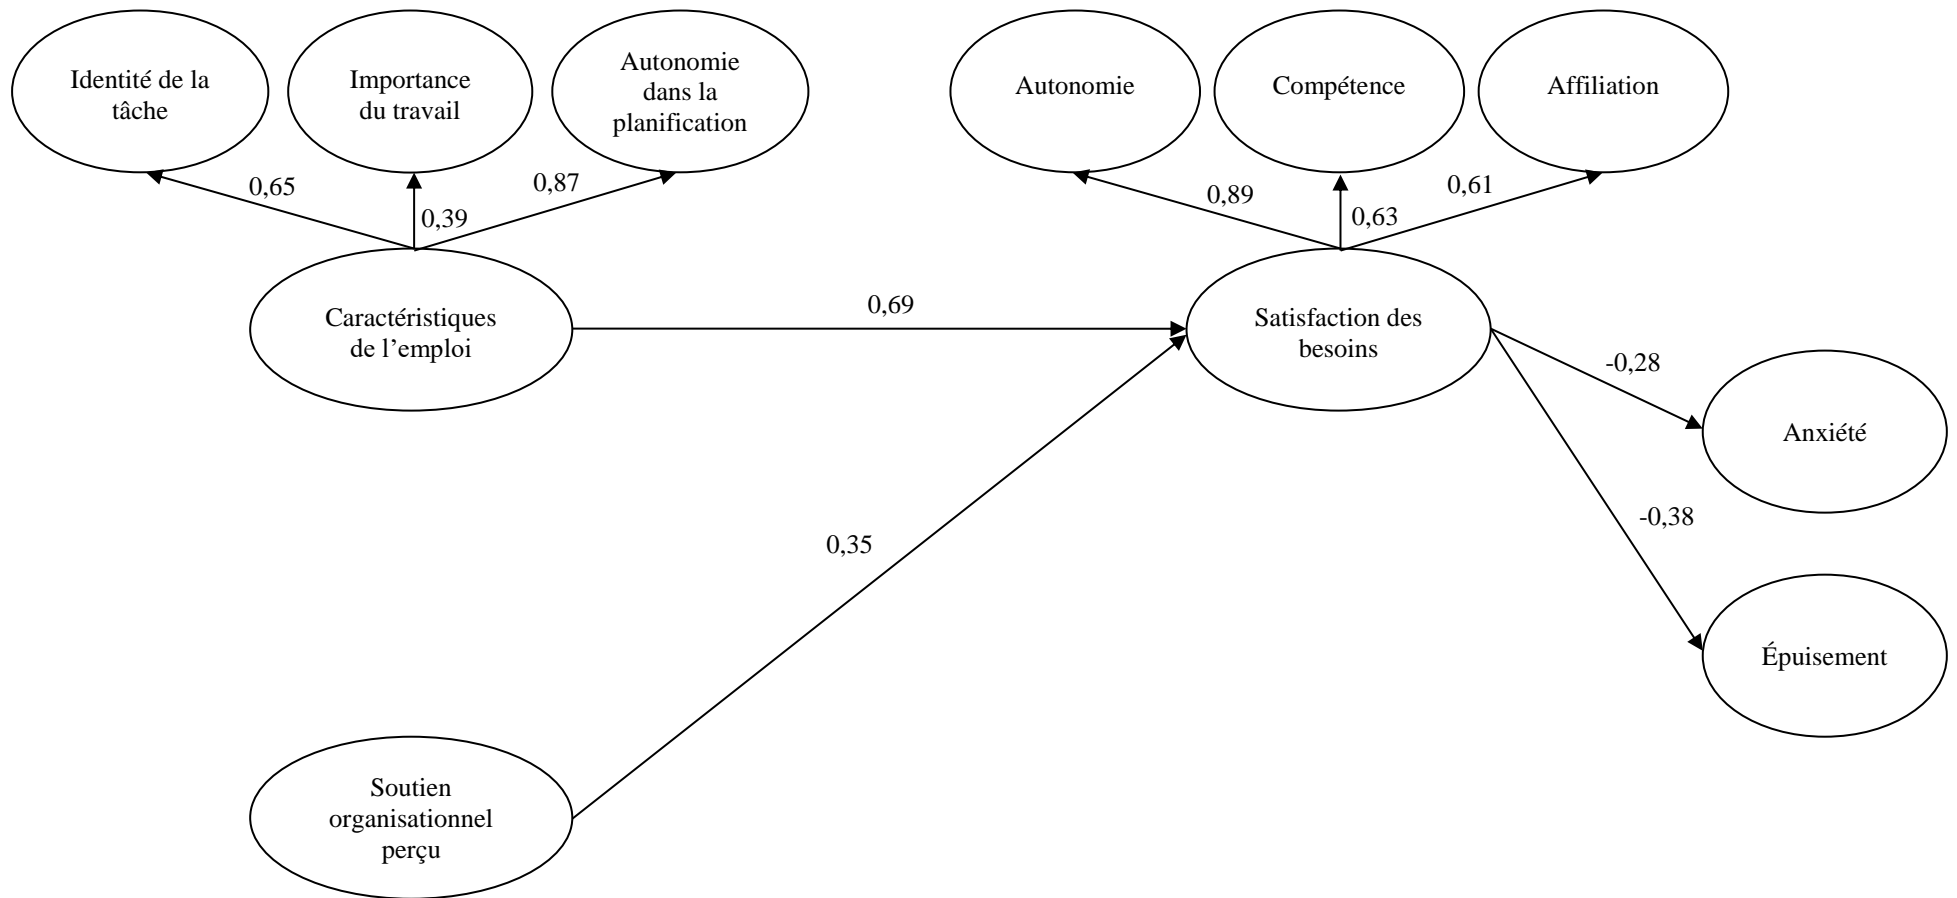 Identité de la
tâche
Importance
du travail
Autonomie
dans la
planification
Autonomie
Compétence
Affiliation
0,65
0,39
0,87
0,89
0,63
0,61
Caractéristiques
de l’emploi
0,69
Satisfaction des
besoins
-0,28
Anxiété
-0,38
0,35
Épuisement
Soutien
organisationnel
perçu